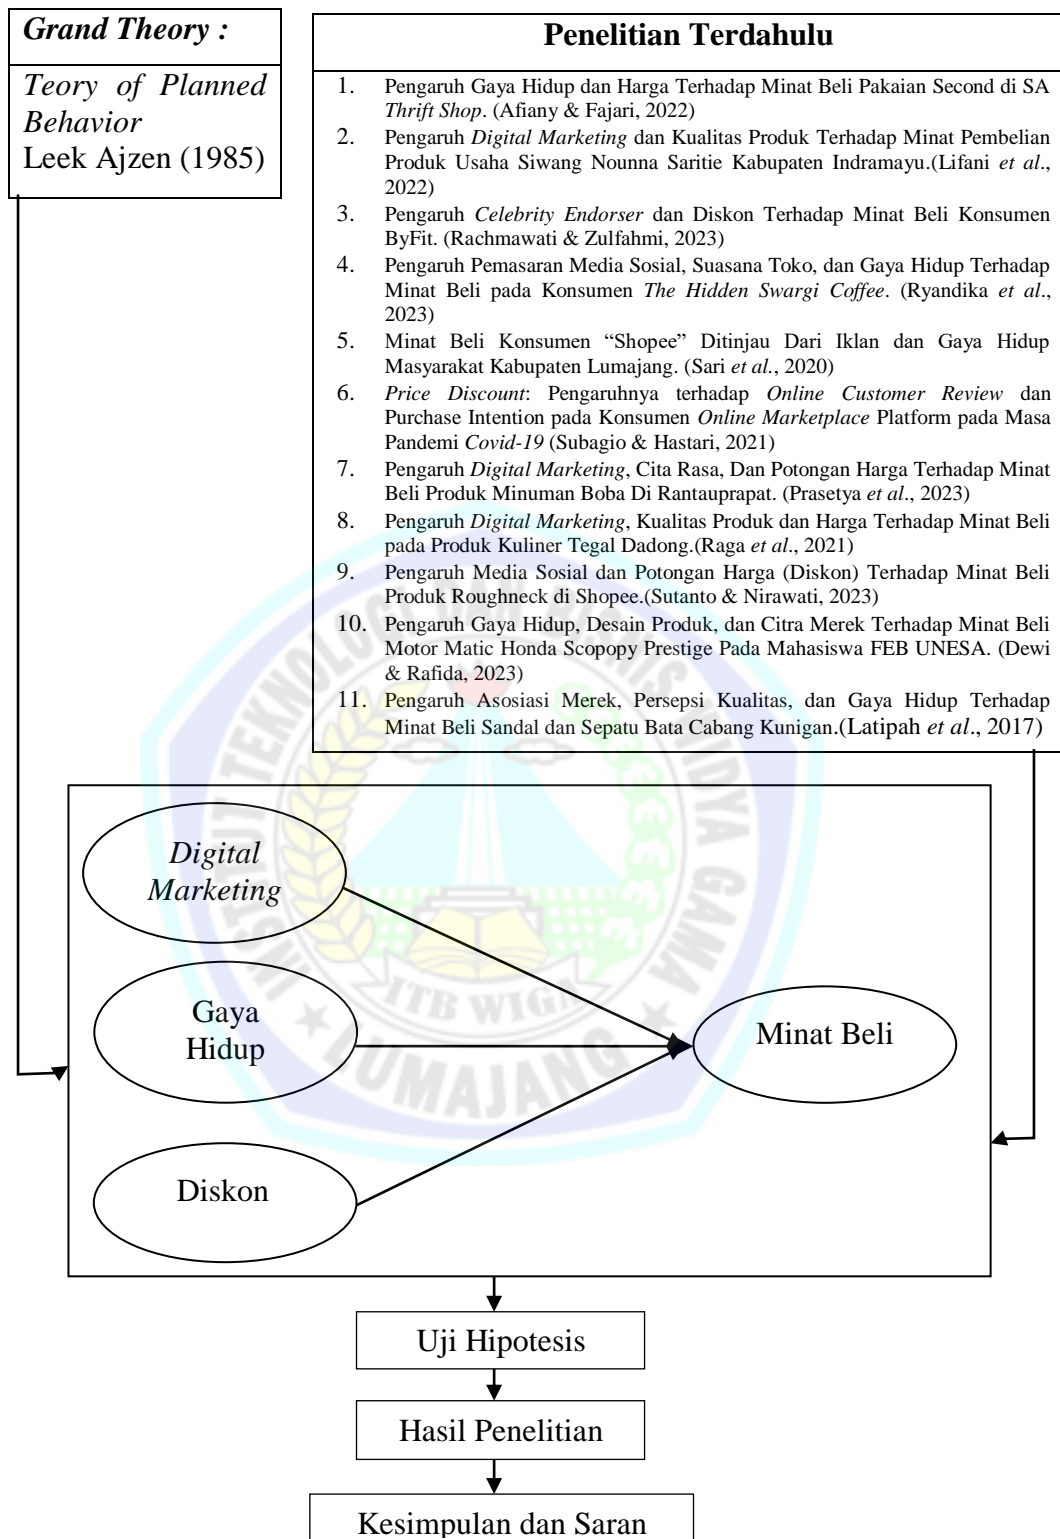 Grand Theory :
Teory of Planned
Behavior
Leek Ajzen (1985)
Penelitian Terdahulu
1. Pengaruh Gaya Hidup dan Harga Terhadap Minat Beli Pakaian Second di SA
Thrift Shop. (Afiany & Fajari, 2022)
2. Pengaruh Digital Marketing dan Kualitas Produk Terhadap Minat Pembelian
Produk Usaha Siwang Nounna Saritie Kabupaten Indramayu.(Lifani et al.,
2022)
3. Pengaruh Celebrity Endorser dan Diskon Terhadap Minat Beli Konsumen
ByFit. (Rachmawati & Zulfahmi, 2023)
4. Pengaruh Pemasaran Media Sosial, Suasana Toko, dan Gaya Hidup Terhadap
Minat Beli pada Konsumen The Hidden Swargi Coffee. (Ryandika et al.,
2023)
5. Minat Beli Konsumen “Shopee” Ditinjau Dari Iklan dan Gaya Hidup
Masyarakat Kabupaten Lumajang. (Sari et al., 2020)
6. Price Discount: Pengaruhnya terhadap Online Customer Review dan
Purchase Intention pada Konsumen Online Marketplace Platform pada Masa
Pandemi Covid-19 (Subagio & Hastari, 2021)
7. Pengaruh Digital Marketing, Cita Rasa, Dan Potongan Harga Terhadap Minat
Beli Produk Minuman Boba Di Rantauprapat. (Prasetya et al., 2023)
8. Pengaruh Digital Marketing, Kualitas Produk dan Harga Terhadap Minat Beli
pada Produk Kuliner Tegal Dadong.(Raga et al., 2021)
9. Pengaruh Media Sosial dan Potongan Harga (Diskon) Terhadap Minat Beli
Produk Roughneck di Shopee.(Sutanto & Nirawati, 2023)
10. Pengaruh Gaya Hidup, Desain Produk, dan Citra Merek Terhadap Minat Beli
Motor Matic Honda Scopopy Prestige Pada Mahasiswa FEB UNESA. (Dewi
& Rafida, 2023)
11. Pengaruh Asosiasi Merek, Persepsi Kualitas, dan Gaya Hidup Terhadap
Minat Beli Sandal dan Sepatu Bata Cabang Kunigan.(Latipah et al., 2017)
INSTITUT TEKNOLOGI DAN BISNIS WIDYA GAMA
ITB WIGA
LUMAJANG
Digital
Marketing
Gaya
Hidup
Diskon
Minat Beli
Uji Hipotesis
Hasil Penelitian
Kesimpulan dan Saran